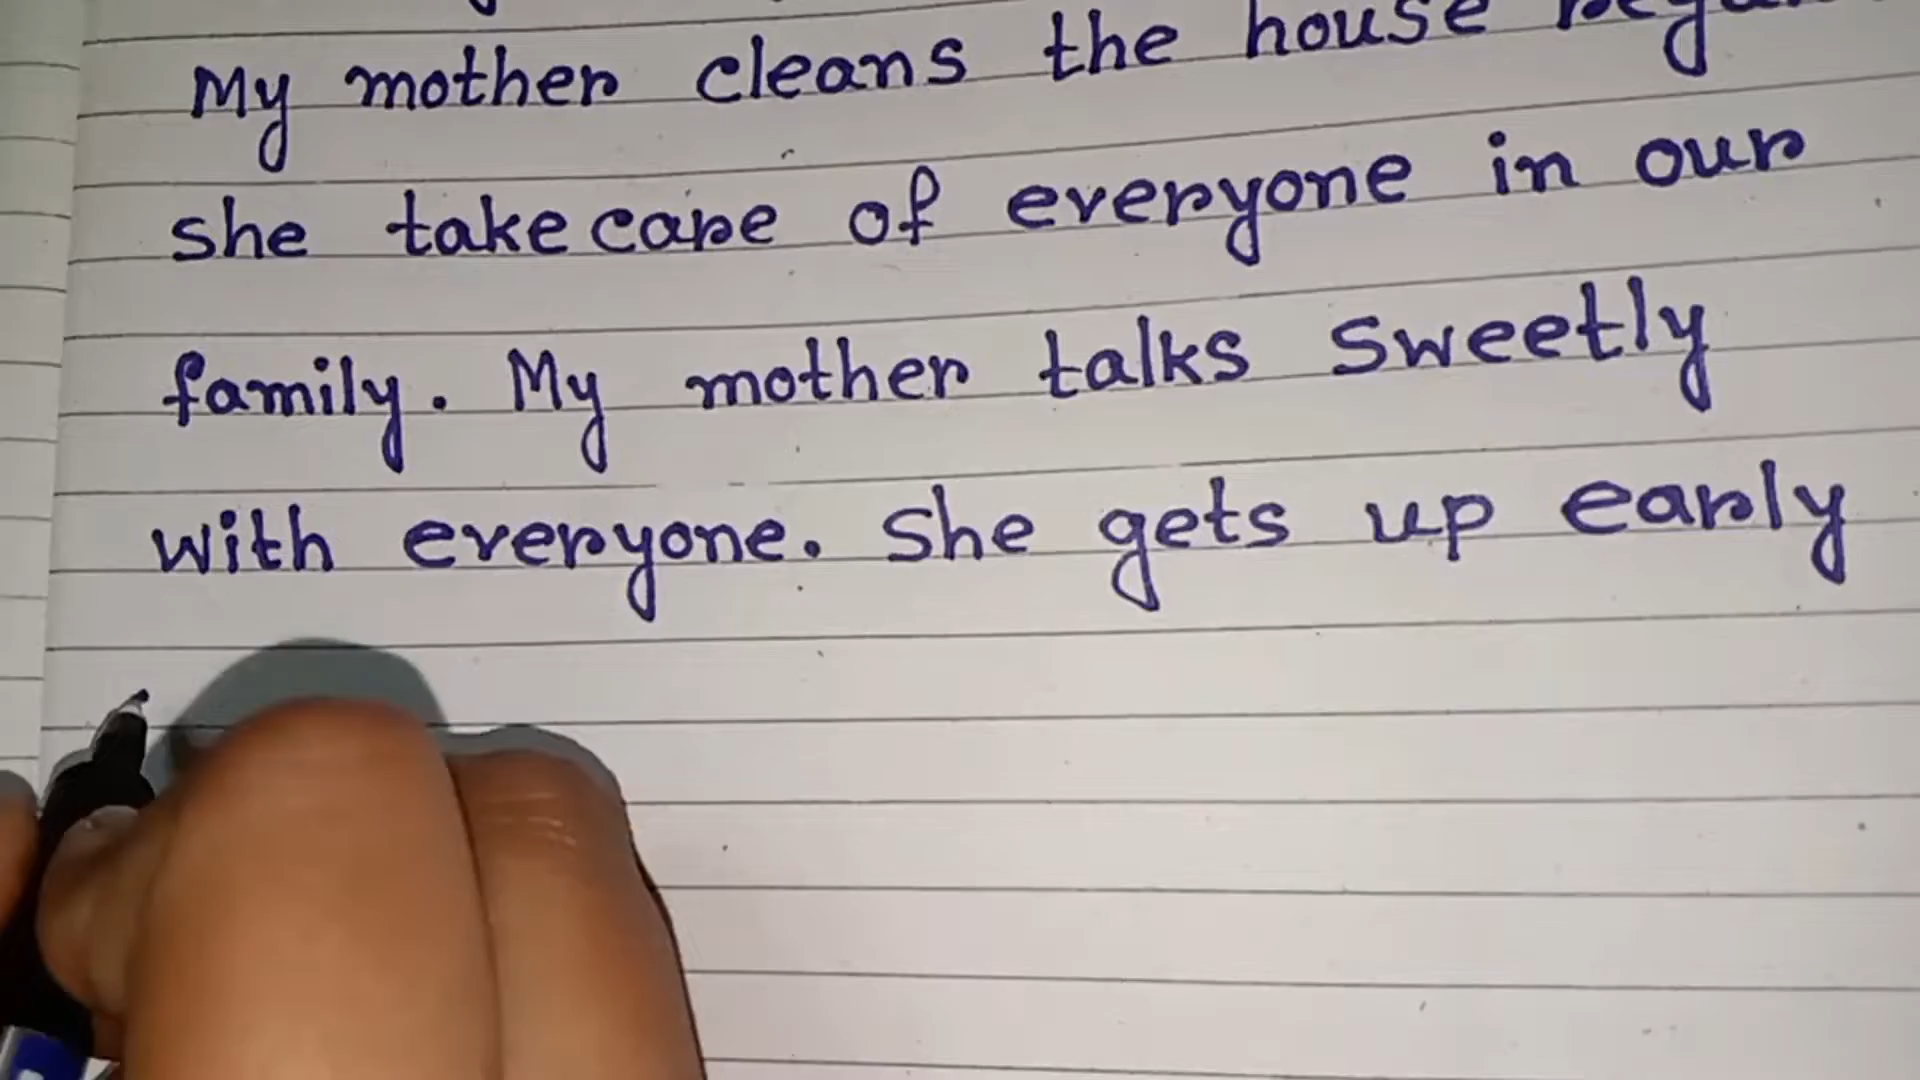 My mother cleans the house
she take care of everyone in our
family. My mother talks sweetly
with everyone. She gets up early